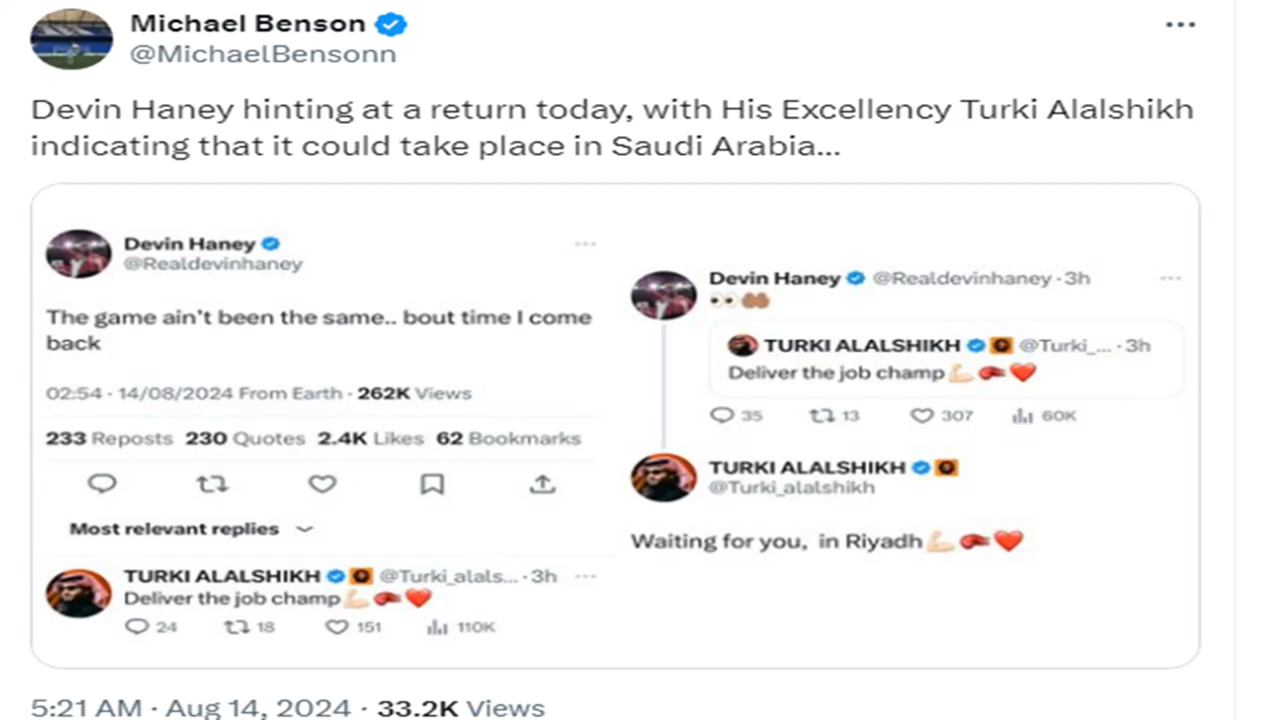 Michael Benson
@MichaelBensonn
Devin Haney hinting at a return today, with His Excellency Turki Alalshikh
indicating that it could take place in Saudi Arabia...
Devin Haney
@Realdevinhaney
The game ain't been the same.. bout time I come
back
02:54 · 14/08/2024 From Earth · 262K Views
233 Reposts 230 Quotes 2.4K Likes 62 Bookmarks
Most relevant replies
TURKI ALALSHIKH @Turki_alals... · 3h
Deliver the job champ💪🏻🥊❤️
24 18 151 110K
Devin Haney @Realdevinhaney · 3h
👀🤲🏾
TURKI ALALSHIKH @Turki_... · 3h
Deliver the job champ💪🏻🥊❤️
35 13 307 60K
TURKI ALALSHIKH
@Turki_alalshikh
Waiting for you, in Riyadh💪🏻🥊❤️
5:21 AM · Aug 14, 2024 · 33.2K Views